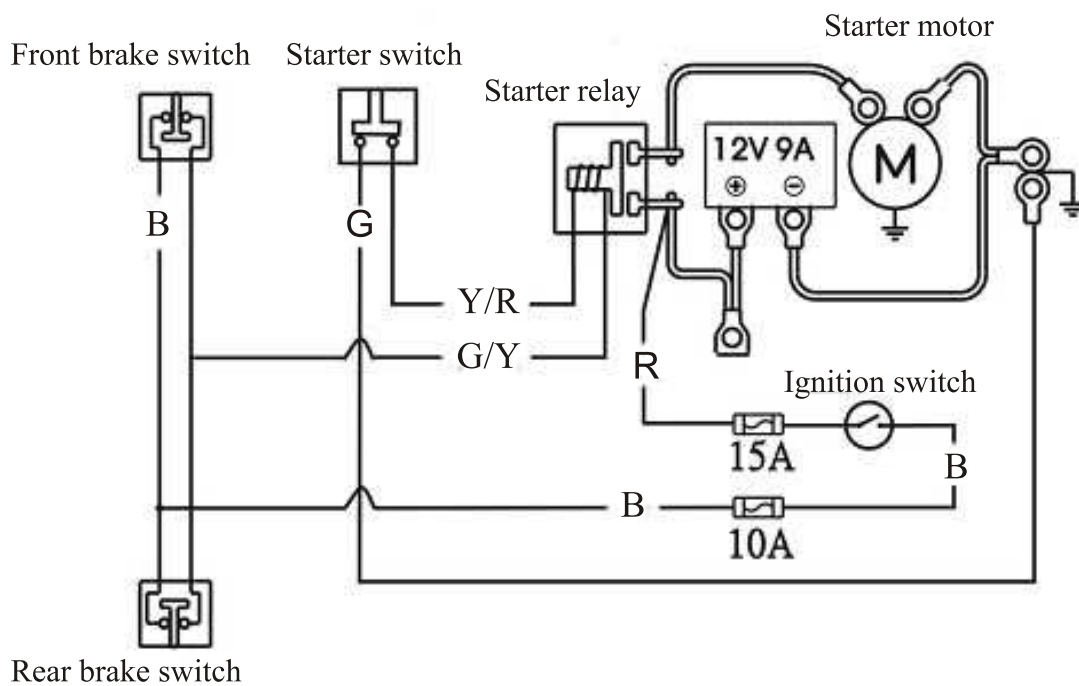 Starter motor
Front brake switch
Starter switch
Starter relay
12V 9A
+ −
M
B
G
Y/R
G/Y
R
Ignition switch
15A
B
B
10A
Rear brake switch